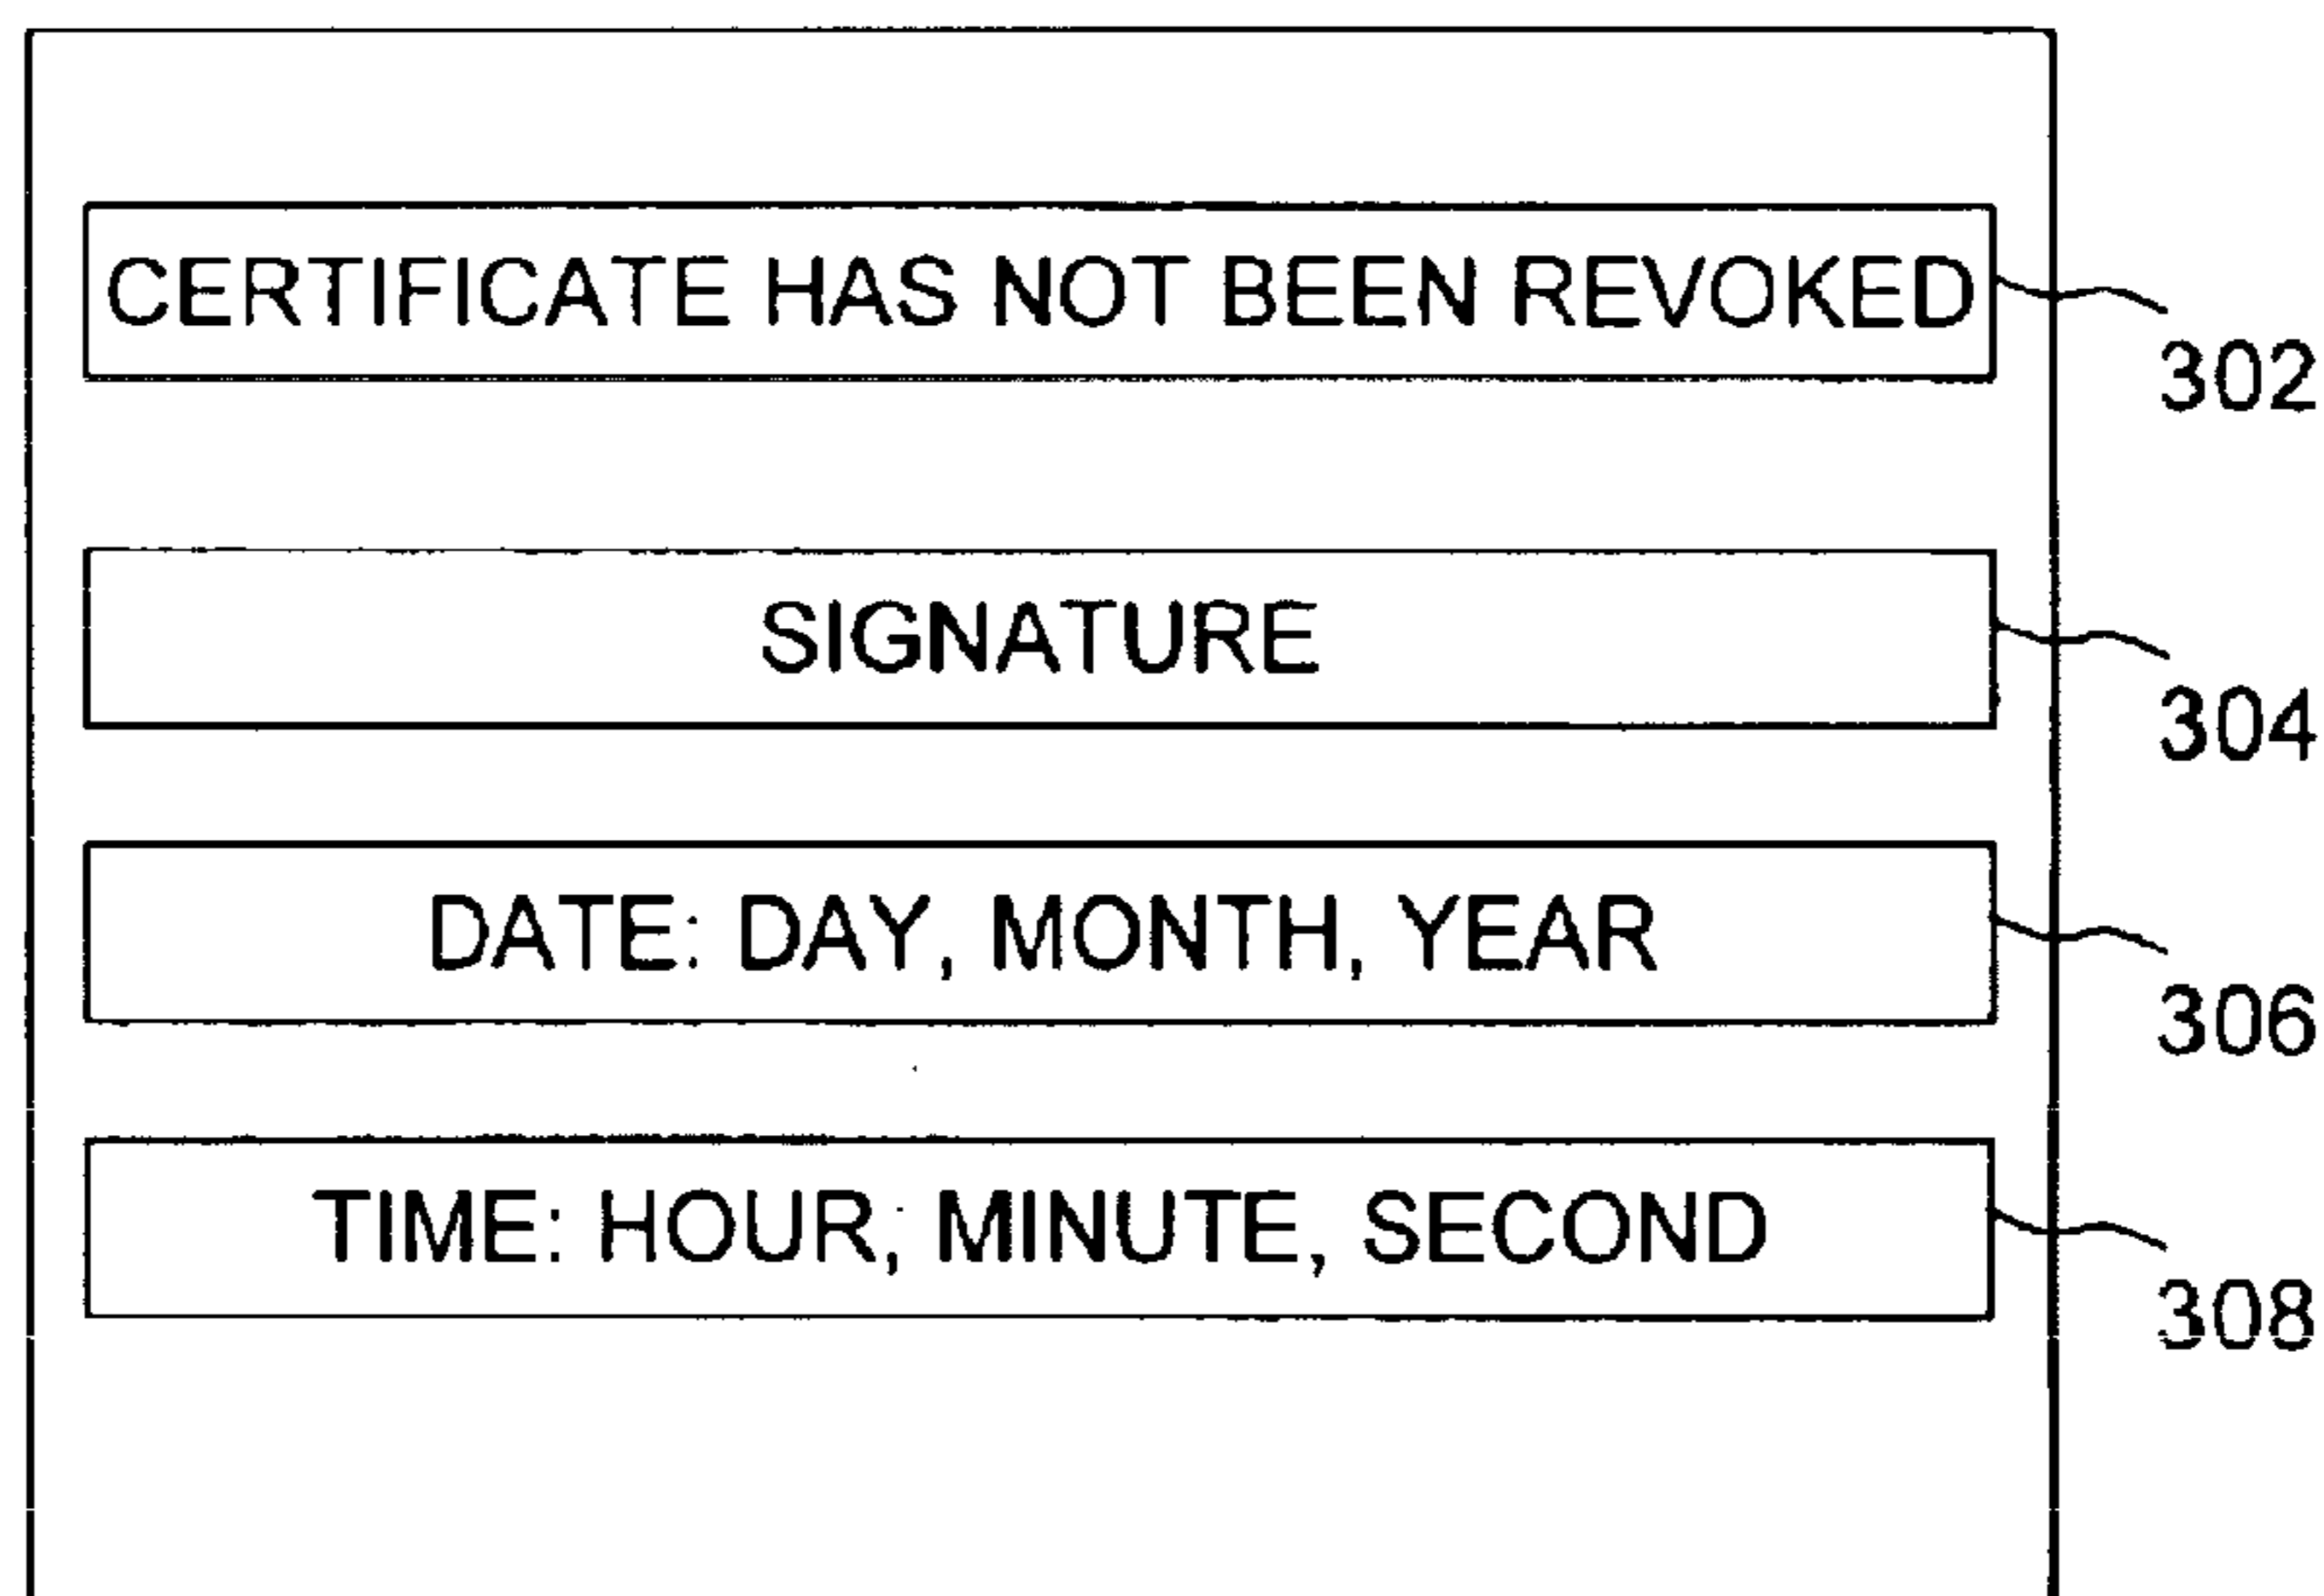 CERTIFICATE HAS NOT BEEN REVOKED
302
SIGNATURE
304
DATE: DAY, MONTH, YEAR
306
TIME: HOUR, MINUTE, SECOND
308